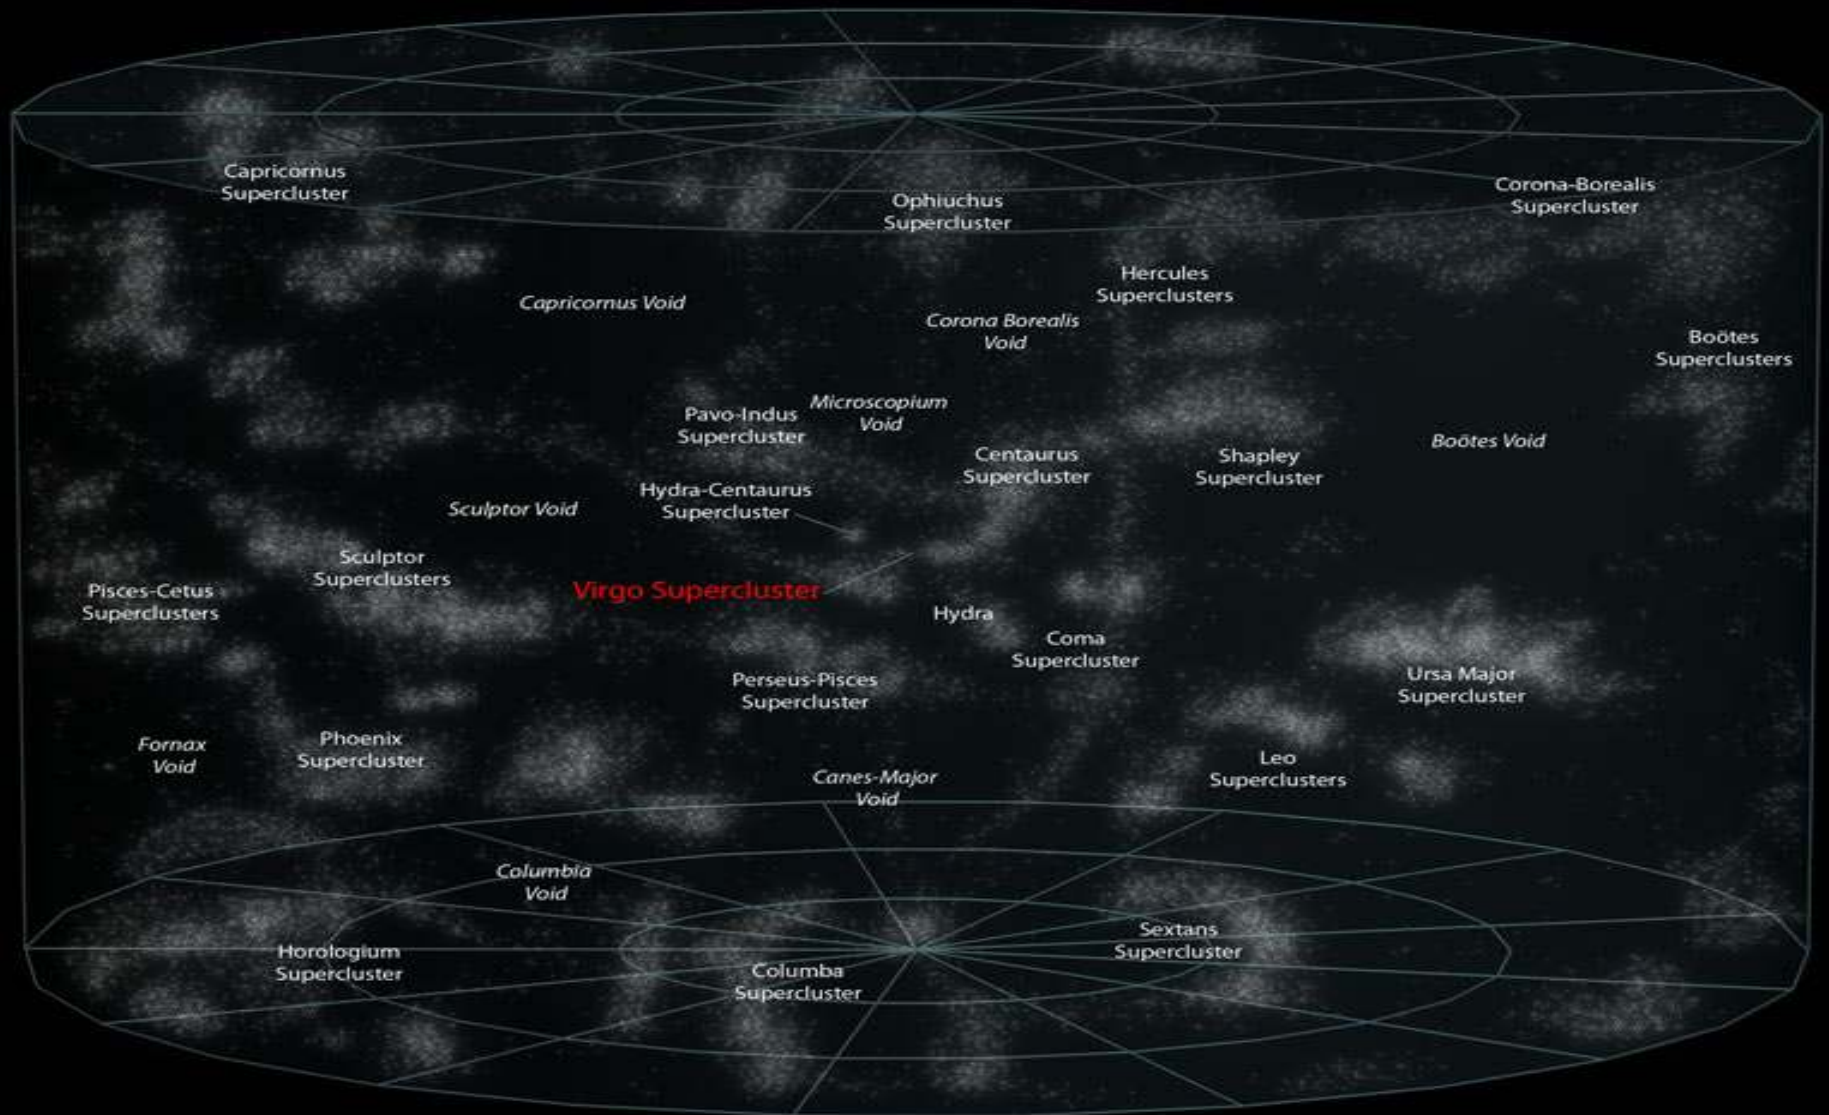 Capricornus
Supercluster
Ophiuchus
Supercluster
Corona-Borealis
Supercluster
Hercules
Superclusters
Capricornus Void
Corona Borealis
Void
Boötes
Superclusters
Pavo-Indus
Supercluster
Microscopium
Void
Boötes Void
Centaurus
Supercluster
Shapley
Supercluster
Hydra-Centaurus
Supercluster
Sculptor Void
Sculptor
Superclusters
Pisces-Cetus
Superclusters
Virgo Supercluster
Hydra
Coma
Supercluster
Perseus-Pisces
Supercluster
Ursa Major
Supercluster
Fornax
Void
Phoenix
Supercluster
Canes-Major
Void
Leo
Superclusters
Columbia
Void
Horologium
Supercluster
Columba
Supercluster
Sextans
Supercluster